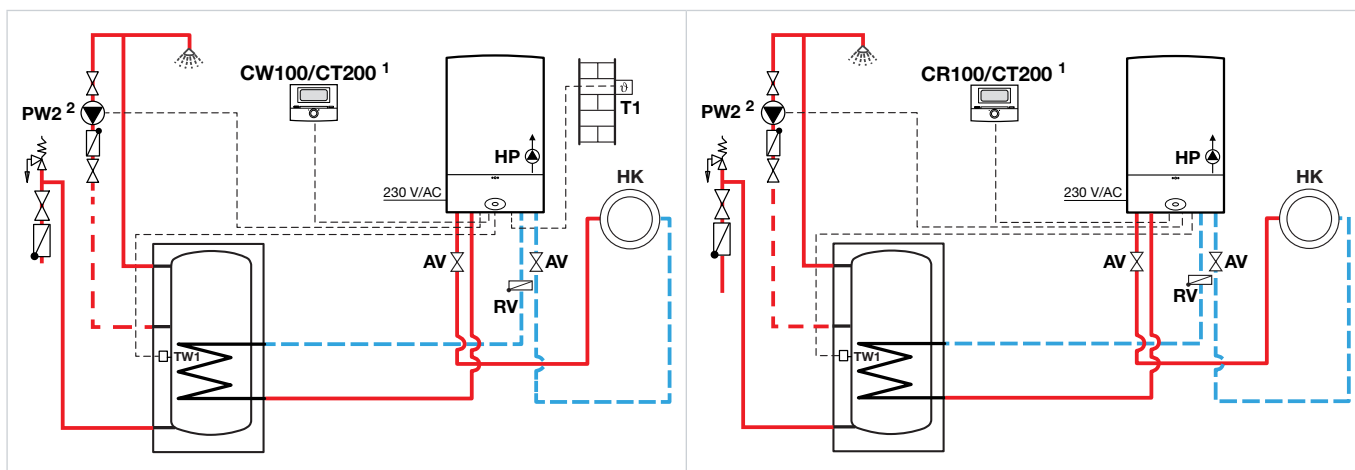 CW100/CT200 1
PW2 2
ϑ
T1
HP
230 V/AC
HK
AV
AV
RV
TW1
CR100/CT200 1
PW2 2
HP
230 V/AC
HK
AV
AV
RV
TW1